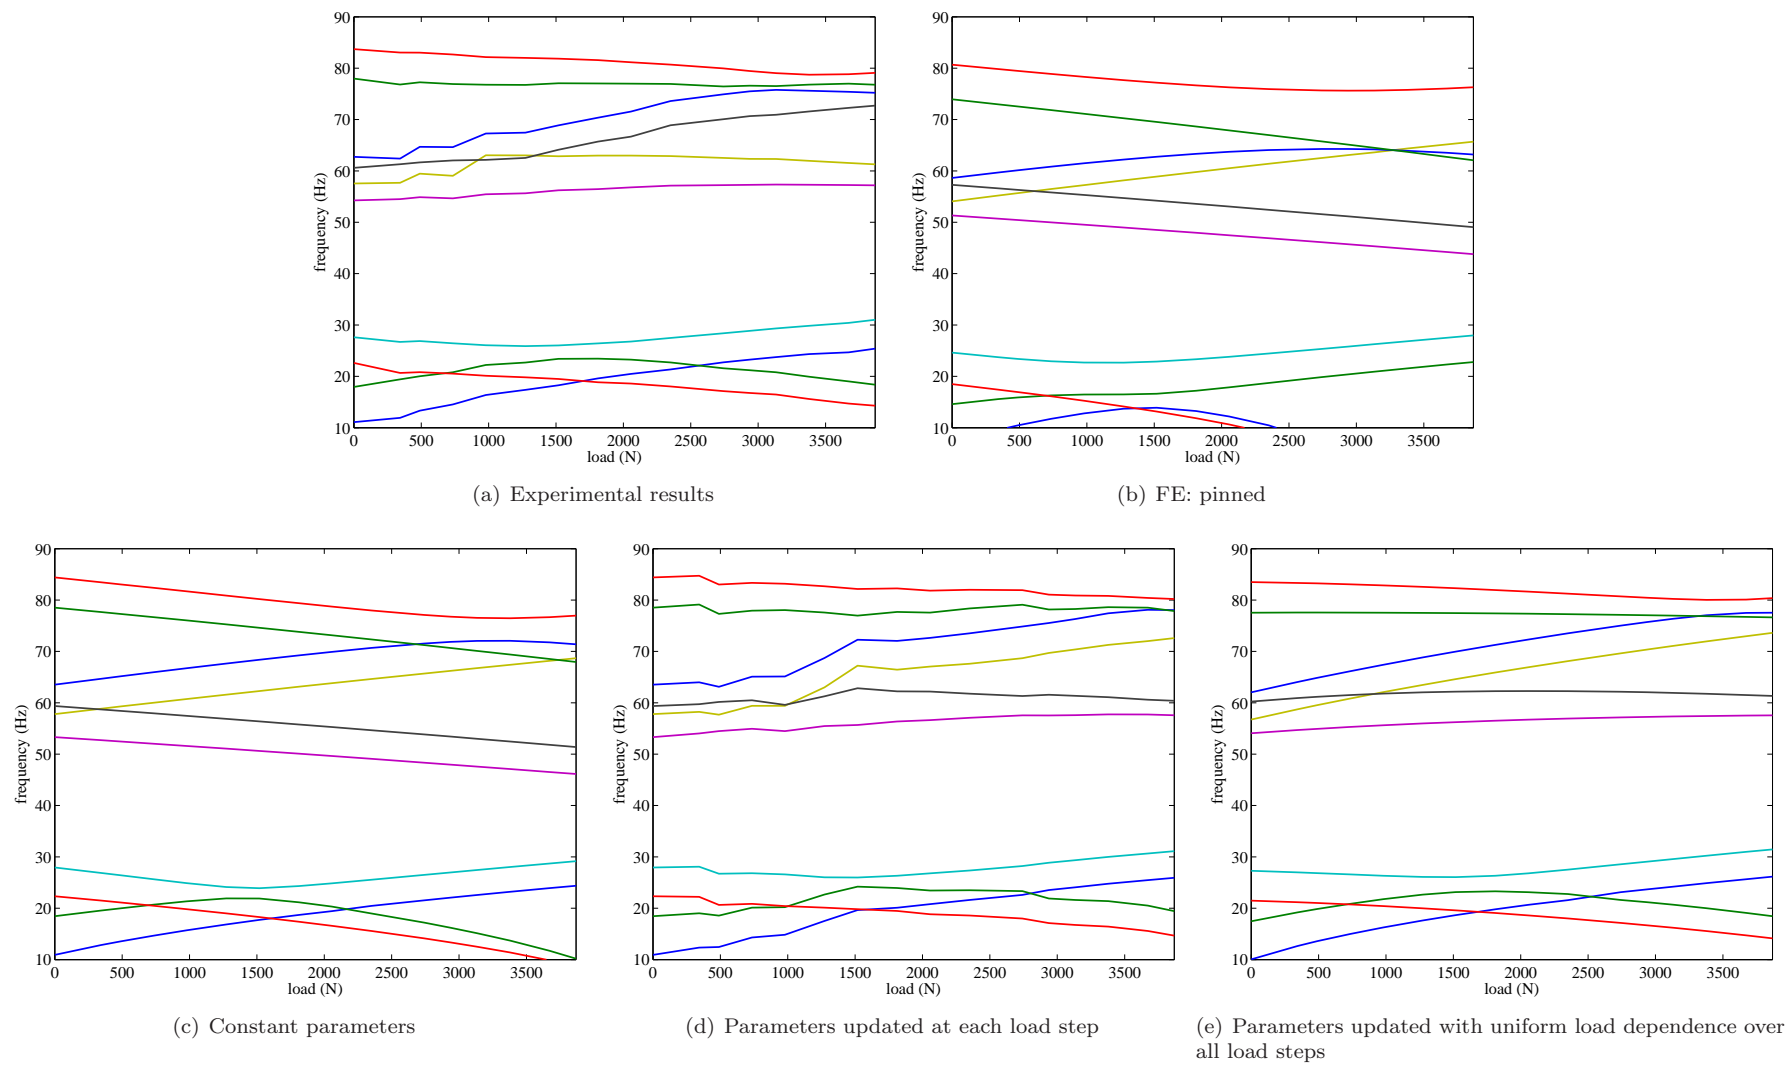 90
80
70
60
50
40
30
20
10
frequency (Hz)
0 500 1000 1500 2000 2500 3000 3500
load (N)
(a) Experimental results
90
80
70
60
50
40
30
20
10
frequency (Hz)
0 500 1000 1500 2000 2500 3000 3500
load (N)
(b) FE: pinned
90
80
70
60
50
40
30
20
10
frequency (Hz)
0 500 1000 1500 2000 2500 3000 3500
load (N)
(c) Constant parameters
90
80
70
60
50
40
30
20
10
frequency (Hz)
0 500 1000 1500 2000 2500 3000 3500
load (N)
(d) Parameters updated at each load step
90
80
70
60
50
40
30
20
10
frequency (Hz)
0 500 1000 1500 2000 2500 3000 3500
load (N)
(e) Parameters updated with uniform load dependence over
all load steps